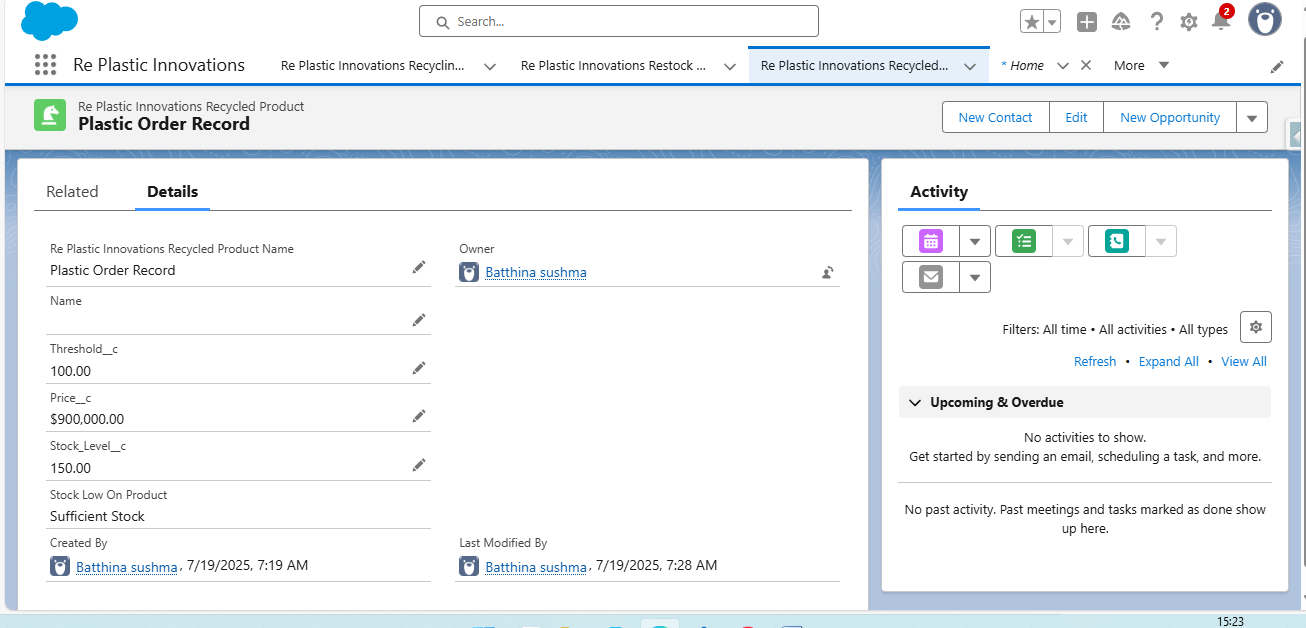 Search...
2
Re Plastic Innovations
Re Plastic Innovations Recyclin...
Re Plastic Innovations Restock ...
Re Plastic Innovations Recycled...
* Home
More
Re Plastic Innovations Recycled Product
Plastic Order Record
New Contact
Edit
New Opportunity
Related
Details
Re Plastic Innovations Recycled Product Name
Plastic Order Record
Owner
Batthina sushma
Name
Threshold__c
100.00
Price__c
$900,000.00
Stock_Level__c
150.00
Stock Low On Product
Sufficient Stock
Created By
Batthina sushma, 7/19/2025, 7:19 AM
Last Modified By
Batthina sushma, 7/19/2025, 7:28 AM
Activity
Filters: All time • All activities • All types
Refresh • Expand All • View All
Upcoming & Overdue
No activities to show.
Get started by sending an email, scheduling a task, and more.
No past activity. Past meetings and tasks marked as done show
up here.
15:23